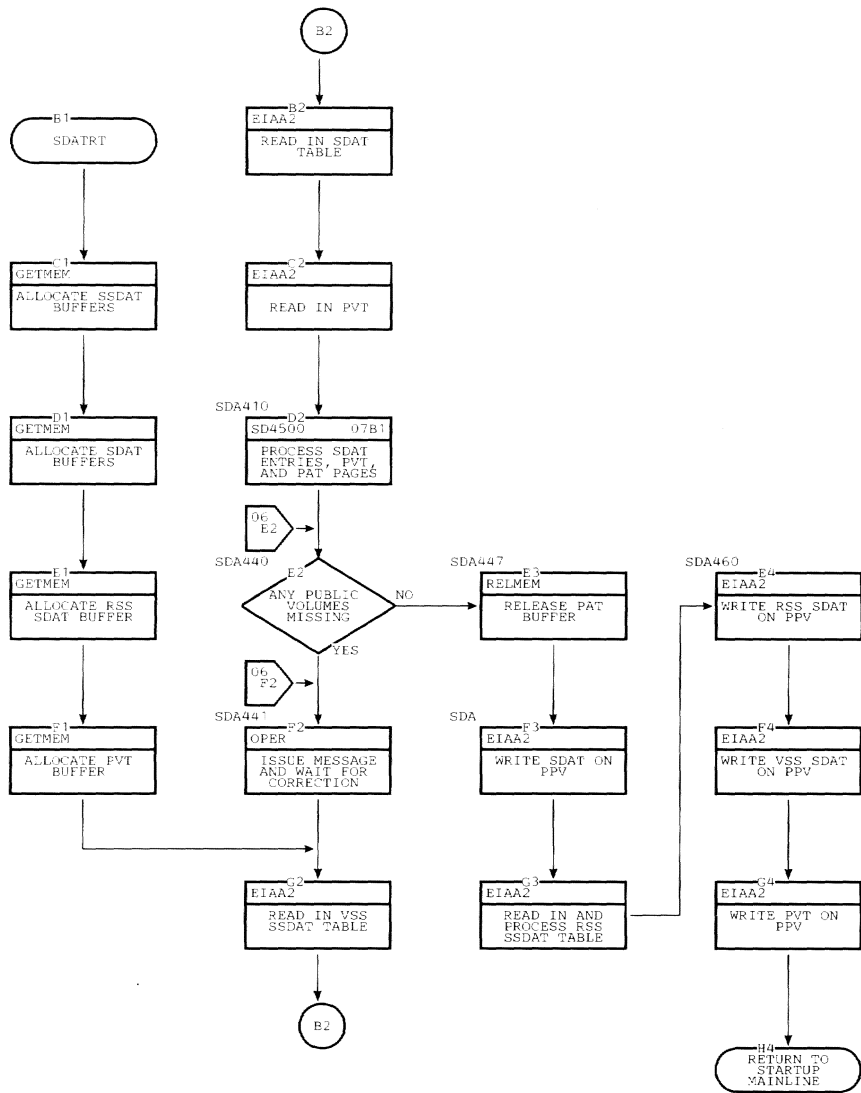 B2
B1
SDATRT
B2
EIAA2
READ IN SDAT
TABLE
C1
GETMEM
ALLOCATE SSDAT
BUFFERS
C2
EIAA2
READ IN PVT
D1
GETMEM
ALLOCATE SDAT
BUFFERS
SDA410
D2
SD4500 07B1
PROCESS SDAT
ENTRIES, PVT,
AND PAT PAGES
06
E2
E1
GETMEM
ALLOCATE RSS
SDAT BUFFER
SDA440
E2
ANY PUBLIC
VOLUMES
MISSING
NO
YES
SDA447
E3
RELMEM
RELEASE PAT
BUFFER
SDA460
E4
EIAA2
WRITE RSS SDAT
ON PPV
06
F2
F1
GETMEM
ALLOCATE PVT
BUFFER
SDA441
F2
OPER
ISSUE MESSAGE
AND WAIT FOR
CORRECTION
SDA
F3
EIAA2
WRITE SDAT ON
PPV
F4
EIAA2
WRITE VSS SDAT
ON PPV
G2
EIAA2
READ IN VSS
SSDAT TABLE
G3
EIAA2
READ IN AND
PROCESS RSS
SSDAT TABLE
G4
EIAA2
WRITE PVT ON
PPV
B2
H4
RETURN TO
STARTUP
MAINLINE